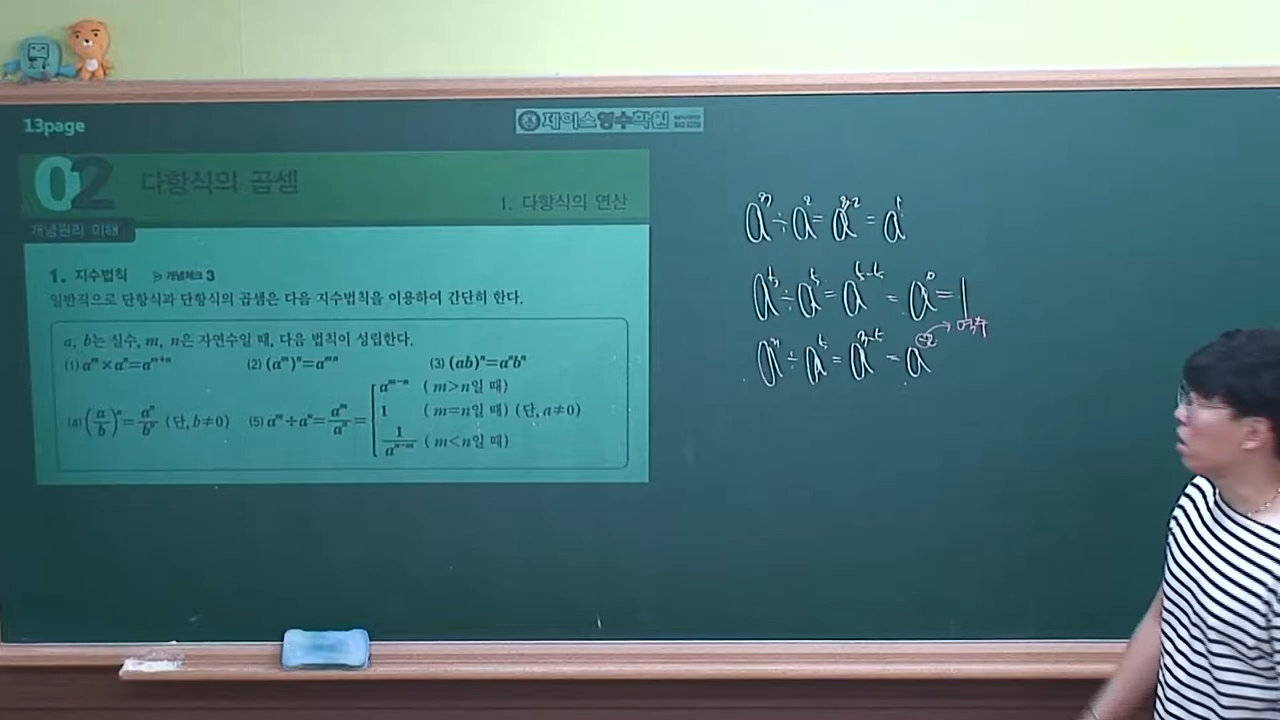 13page
제이스영수학원
02 다항식의 곱셈
1. 다항식의 연산
개념원리 이해
1. 지수법칙 ▷ 개념체크 3
일반적으로 단항식과 단항식의 곱셈은 다음 지수법칙을 이용하여 간단히 한다.
a, b는 실수, m, n은 자연수일 때, 다음 법칙이 성립한다.
(1) aᵐ×aⁿ=aᵐ⁺ⁿ (2) (aᵐ)ⁿ=aᵐⁿ (3) (ab)ⁿ=aⁿbⁿ
(4) (a/b)ⁿ=aⁿ/bⁿ (단, b≠0) (5) aᵐ÷aⁿ=aᵐ/aⁿ=
aᵐ⁻ⁿ (m>n일 때)
1 (m=n일 때) (단, a≠0)
1/aⁿ⁻ᵐ (m<n일 때)
a³÷a²=a³⁻²=a¹
a⁵÷a⁵=a⁵⁻⁵=a⁰=1
a³÷a⁵=a³⁻⁵=a⁻²